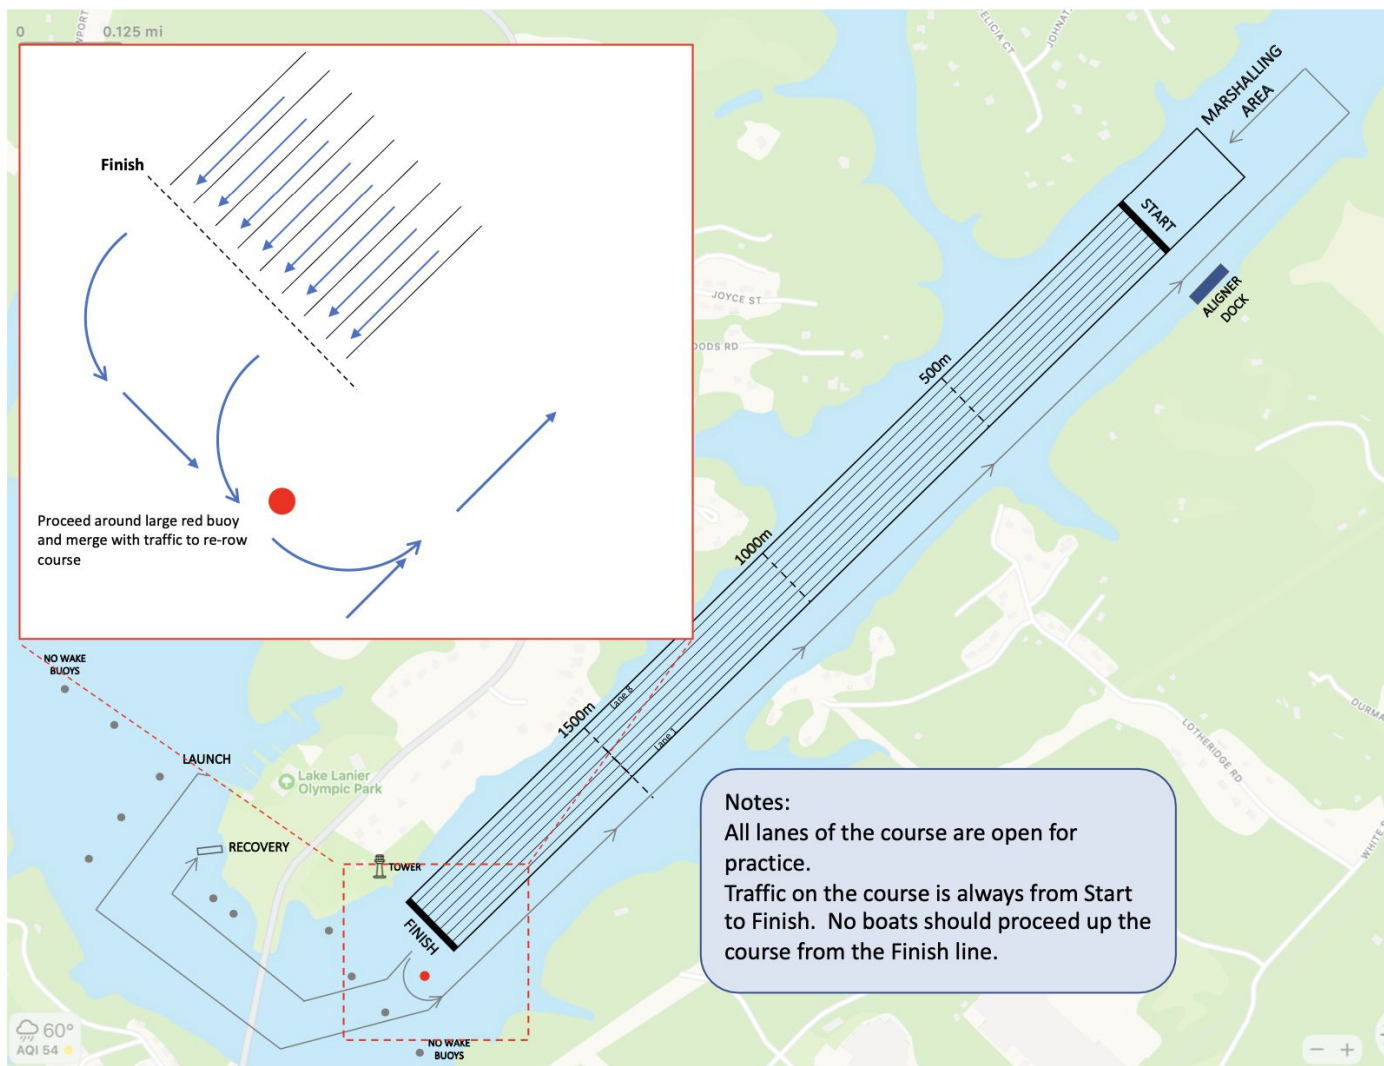 0
0.125 mi
Finish
Proceed around large red buoy
and merge with traffic to re-row
course
MARSHALLING
AREA
START
ALIGNER
DOCK
JOYCE ST
500m
1000m
1500m
Lane 8
Lane 1
NO WAKE
BUOYS
LAUNCH
Lake Lanier
Olympic Park
RECOVERY
TOWER
FINISH
NO WAKE
BUOYS
LOTHERIDGE RD
Notes:
All lanes of the course are open for
practice.
Traffic on the course is always from Start
to Finish.  No boats should proceed up the
course from the Finish line.
60°
AQI 54